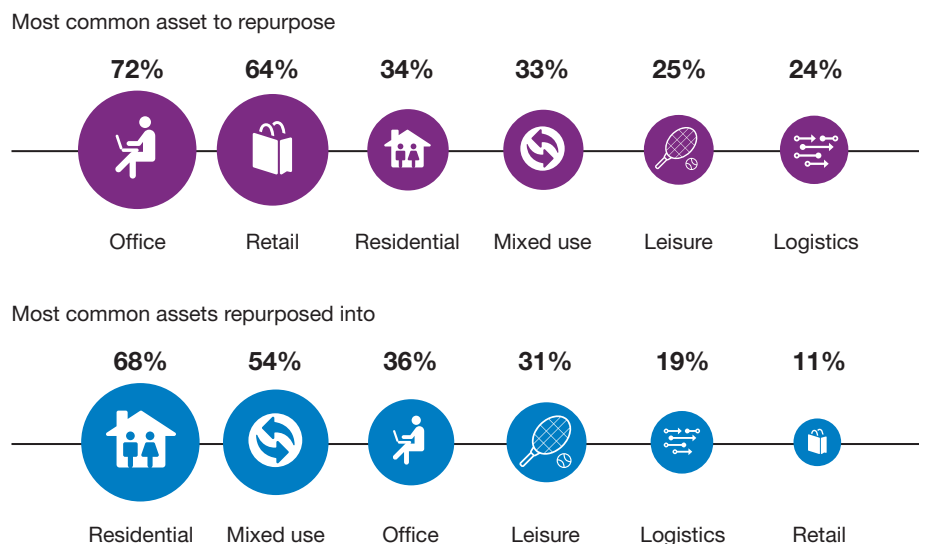 Most common asset to repurpose
72% 64% 34% 33% 25% 24%
Office Retail Residential Mixed use Leisure Logistics
Most common assets repurposed into
68% 54% 36% 31% 19% 11%
Residential Mixed use Office Leisure Logistics Retail